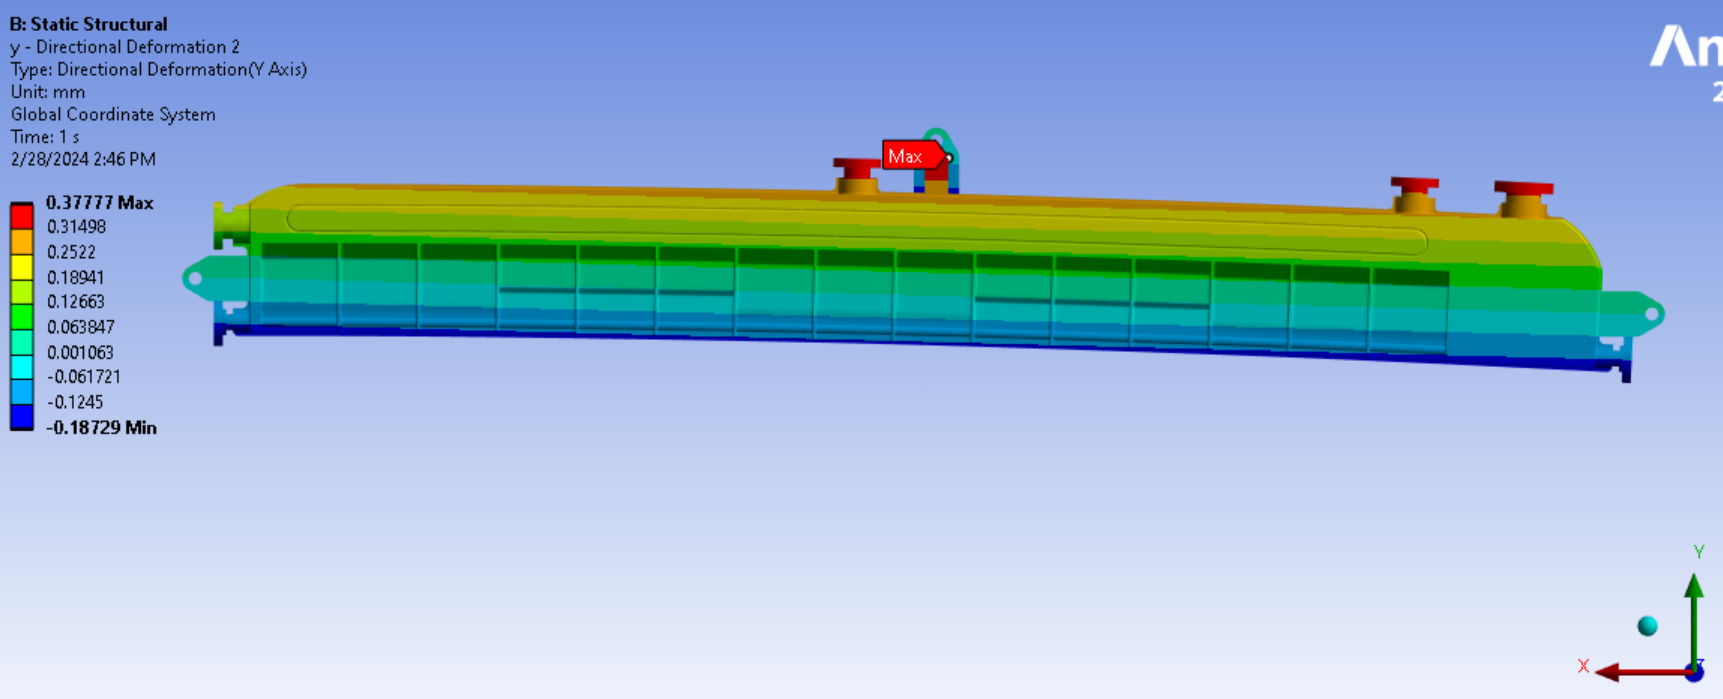 B: Static Structural
y - Directional Deformation 2
Type: Directional Deformation(Y Axis)
Unit: mm
Global Coordinate System
Time: 1 s
2/28/2024 2:46 PM
0.37777 Max
0.31498
0.2522
0.18941
0.12663
0.063847
0.001063
-0.061721
-0.1245
-0.18729 Min
Max
An
2
Y
X
Z